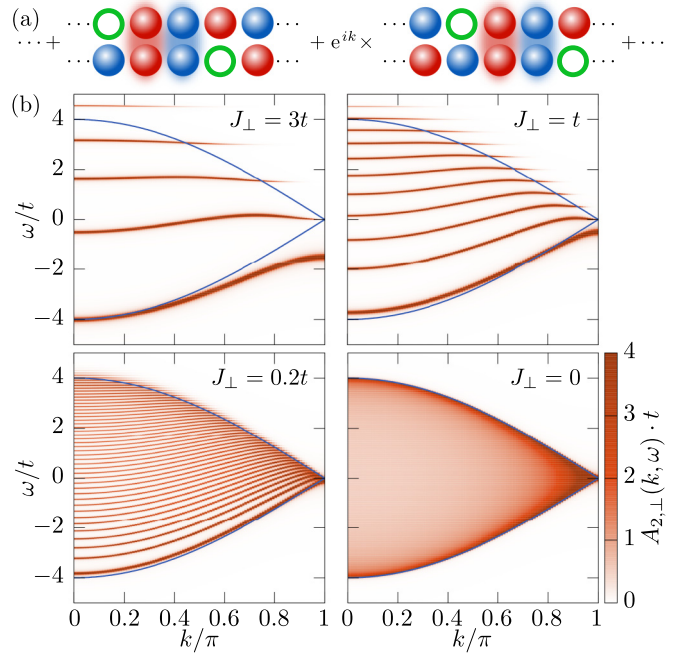 (a)
··· + ··· ··· + e^{ik} × ··· ··· + ···
··· ··· ··· ···
(b)
J⊥ = 3t
J⊥ = t
4
2
0
−2
−4
ω/t
J⊥ = 0.2t
J⊥ = 0
4
2
0
−2
−4
ω/t
0 0.2 0.4 0.6 0.8 1
k/π
0 0.2 0.4 0.6 0.8 1
k/π
4
3
2
1
0
A_{2,⊥}(k, ω) · t